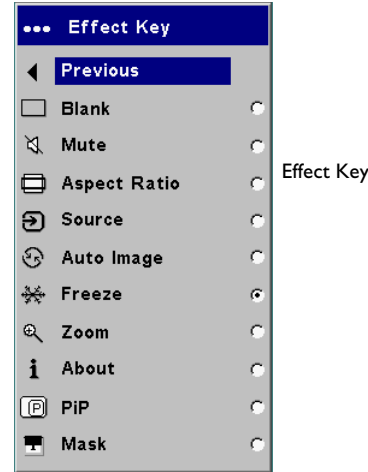 Effect Key
Previous
Blank
Mute
Aspect Ratio
Effect Key
Source
Auto Image
Freeze
Zoom
i About
P PiP
Mask